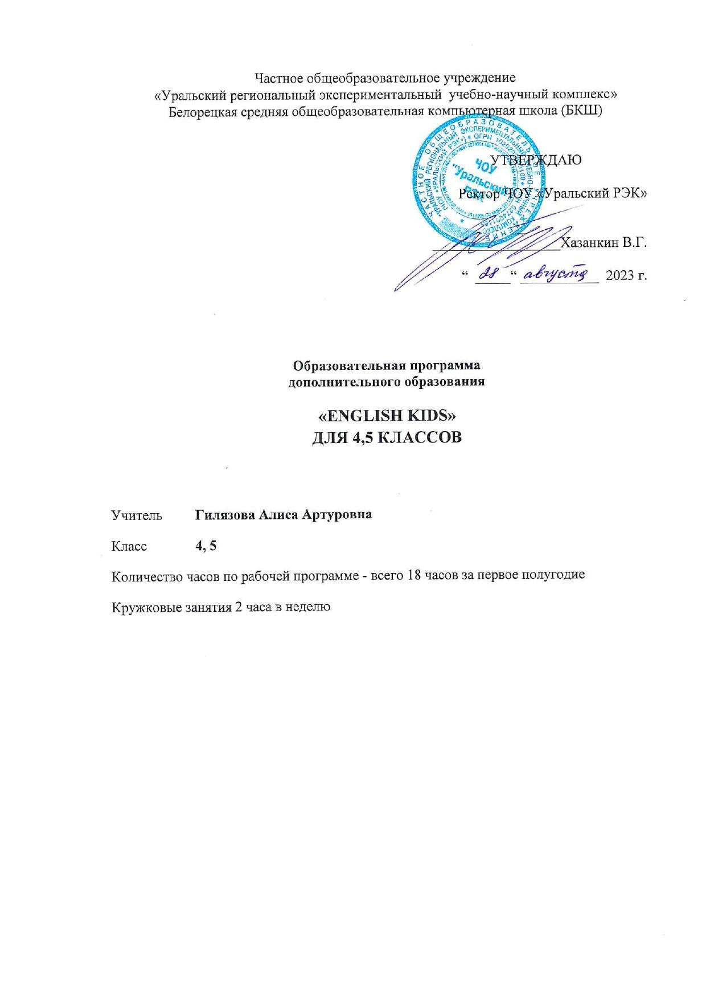 Частное общеобразовательное учреждение
«Уральский региональный экспериментальный учебно-научный комплекс»
Белорецкая средняя общеобразовательная компьютерная школа (БКШ)
ЧОУ
"Уральский
РЭК"
УТВЕРЖДАЮ
Ректор ЧОУ «Уральский РЭК»
Хазанкин В.Г.
“ 28 “ августа 2023 г.
Образовательная программа
дополнительного образования
«ENGLISH KIDS»
ДЛЯ 4,5 КЛАССОВ
Учитель Гилязова Алиса Артуровна
Класс 4, 5
Количество часов по рабочей программе - всего 18 часов за первое полугодие
Кружковые занятия 2 часа в неделю